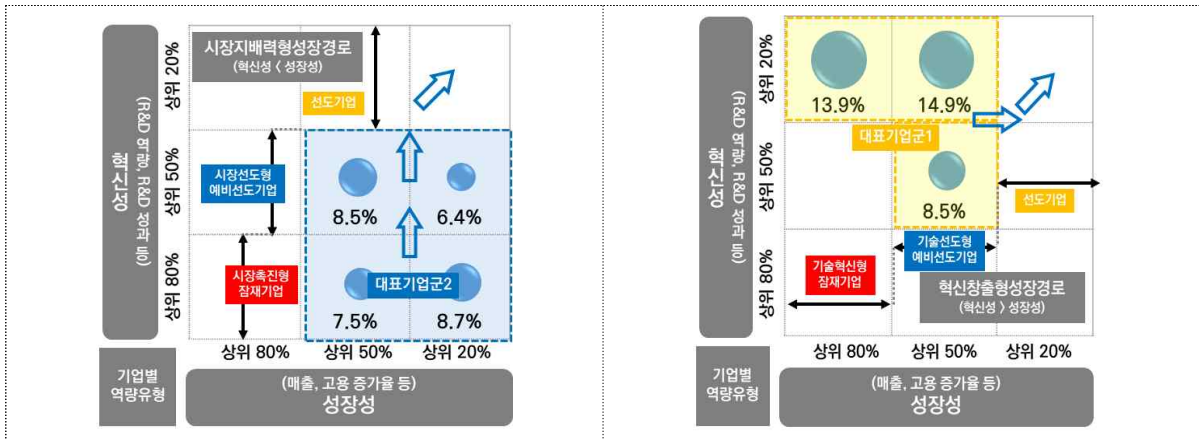 시장지배력형성장경로
(혁신성 < 성장성)
선도기업
상위 20%
상위 50%
상위 80%
혁신성
(R&D 역량, R&D 성과 등)
시장선도형
예비선도기업
시장촉진형
잠재기업
8.5%
6.4%
대표기업군2
7.5%
8.7%
상위 80%
상위 50%
상위 20%
기업별
역량유형
(매출, 고용 증가율 등)
성장성
상위 20%
상위 50%
상위 80%
혁신성
(R&D 역량, R&D 성과 등)
13.9%
14.9%
대표기업군1
8.5%
선도기업
기술선도형
예비선도기업
기술혁신형
잠재기업
혁신창출형성장경로
(혁신성 > 성장성)
상위 80%
상위 50%
상위 20%
기업별
역량유형
(매출, 고용 증가율 등)
성장성